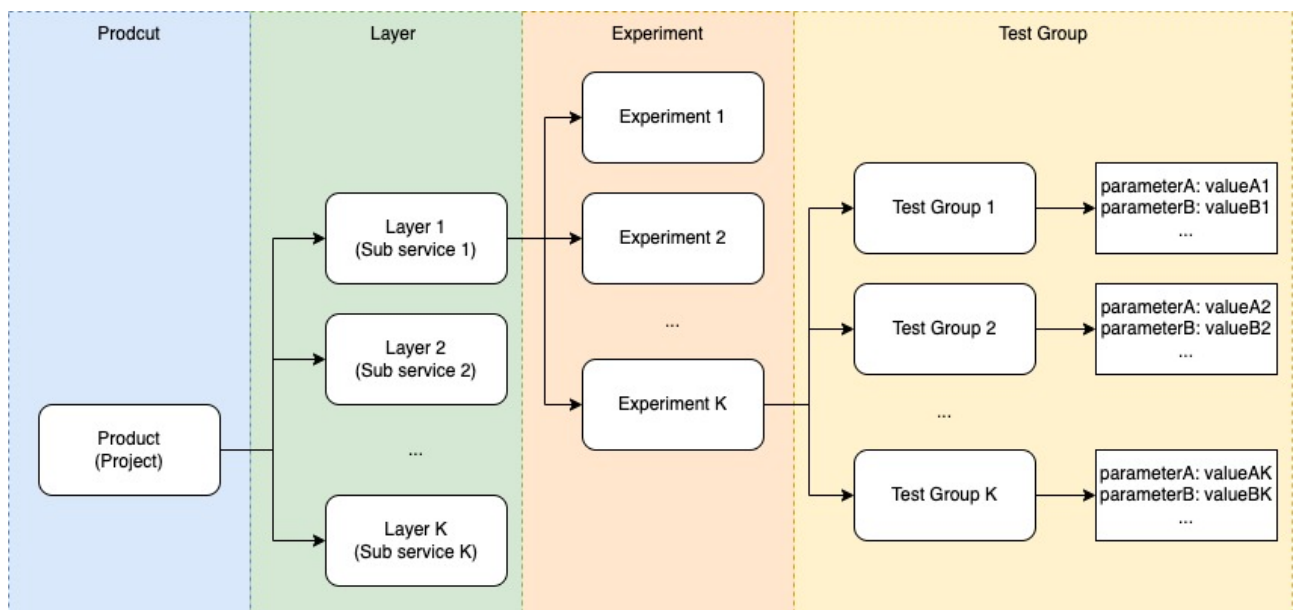 Prodcut
Layer
Experiment
Test Group
Product
(Project)
Layer 1
(Sub service 1)
Layer 2
(Sub service 2)
...
Layer K
(Sub service K)
Experiment 1
Experiment 2
...
Experiment K
Test Group 1
parameterA: valueA1
parameterB: valueB1
...
Test Group 2
parameterA: valueA2
parameterB: valueB2
...
...
Test Group K
parameterA: valueAK
parameterB: valueBK
...